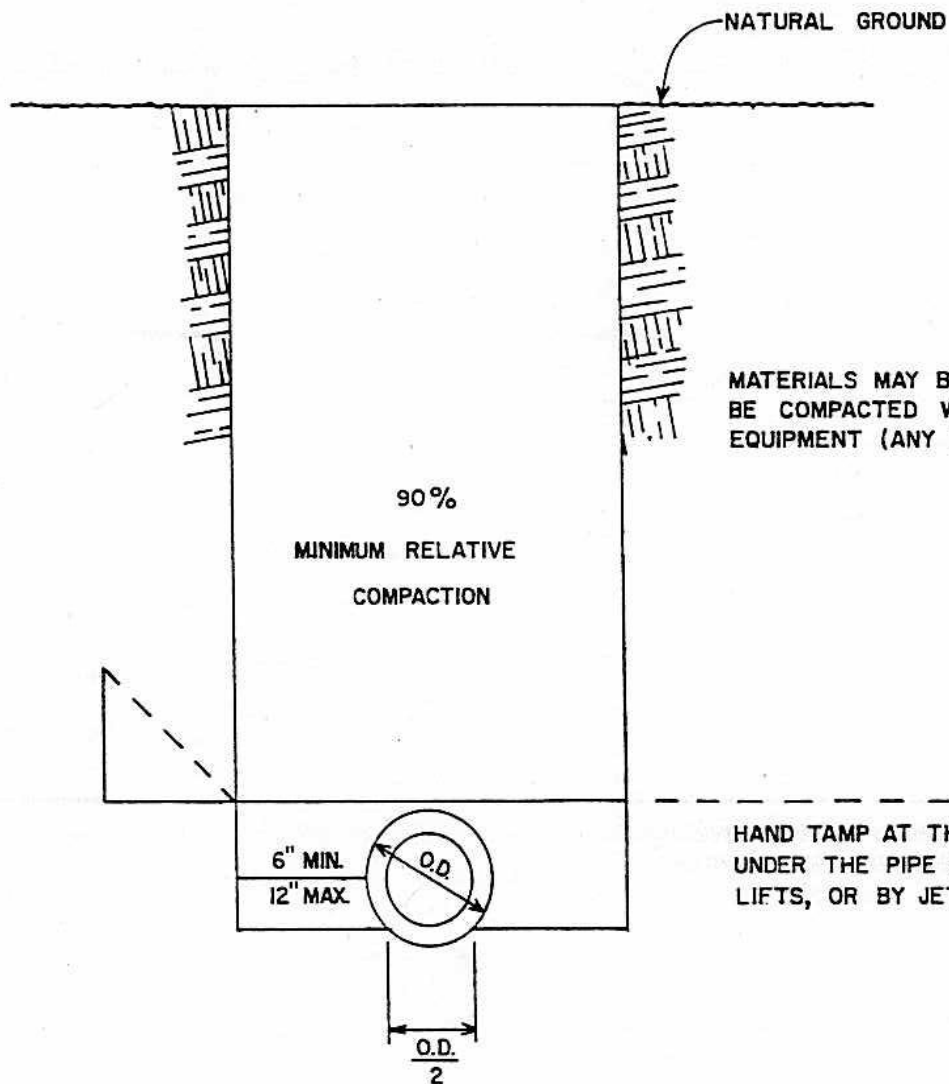 NATURAL GROUND
MATERIALS MAY B
BE COMPACTED
EQUIPMENT (ANY
90%
MINIMUM RELATIVE
COMPACTION
6" MIN.
12" MAX.
O.D.
HAND TAMP AT TH
UNDER THE PIPE
LIFTS, OR BY JET
O.D.
2